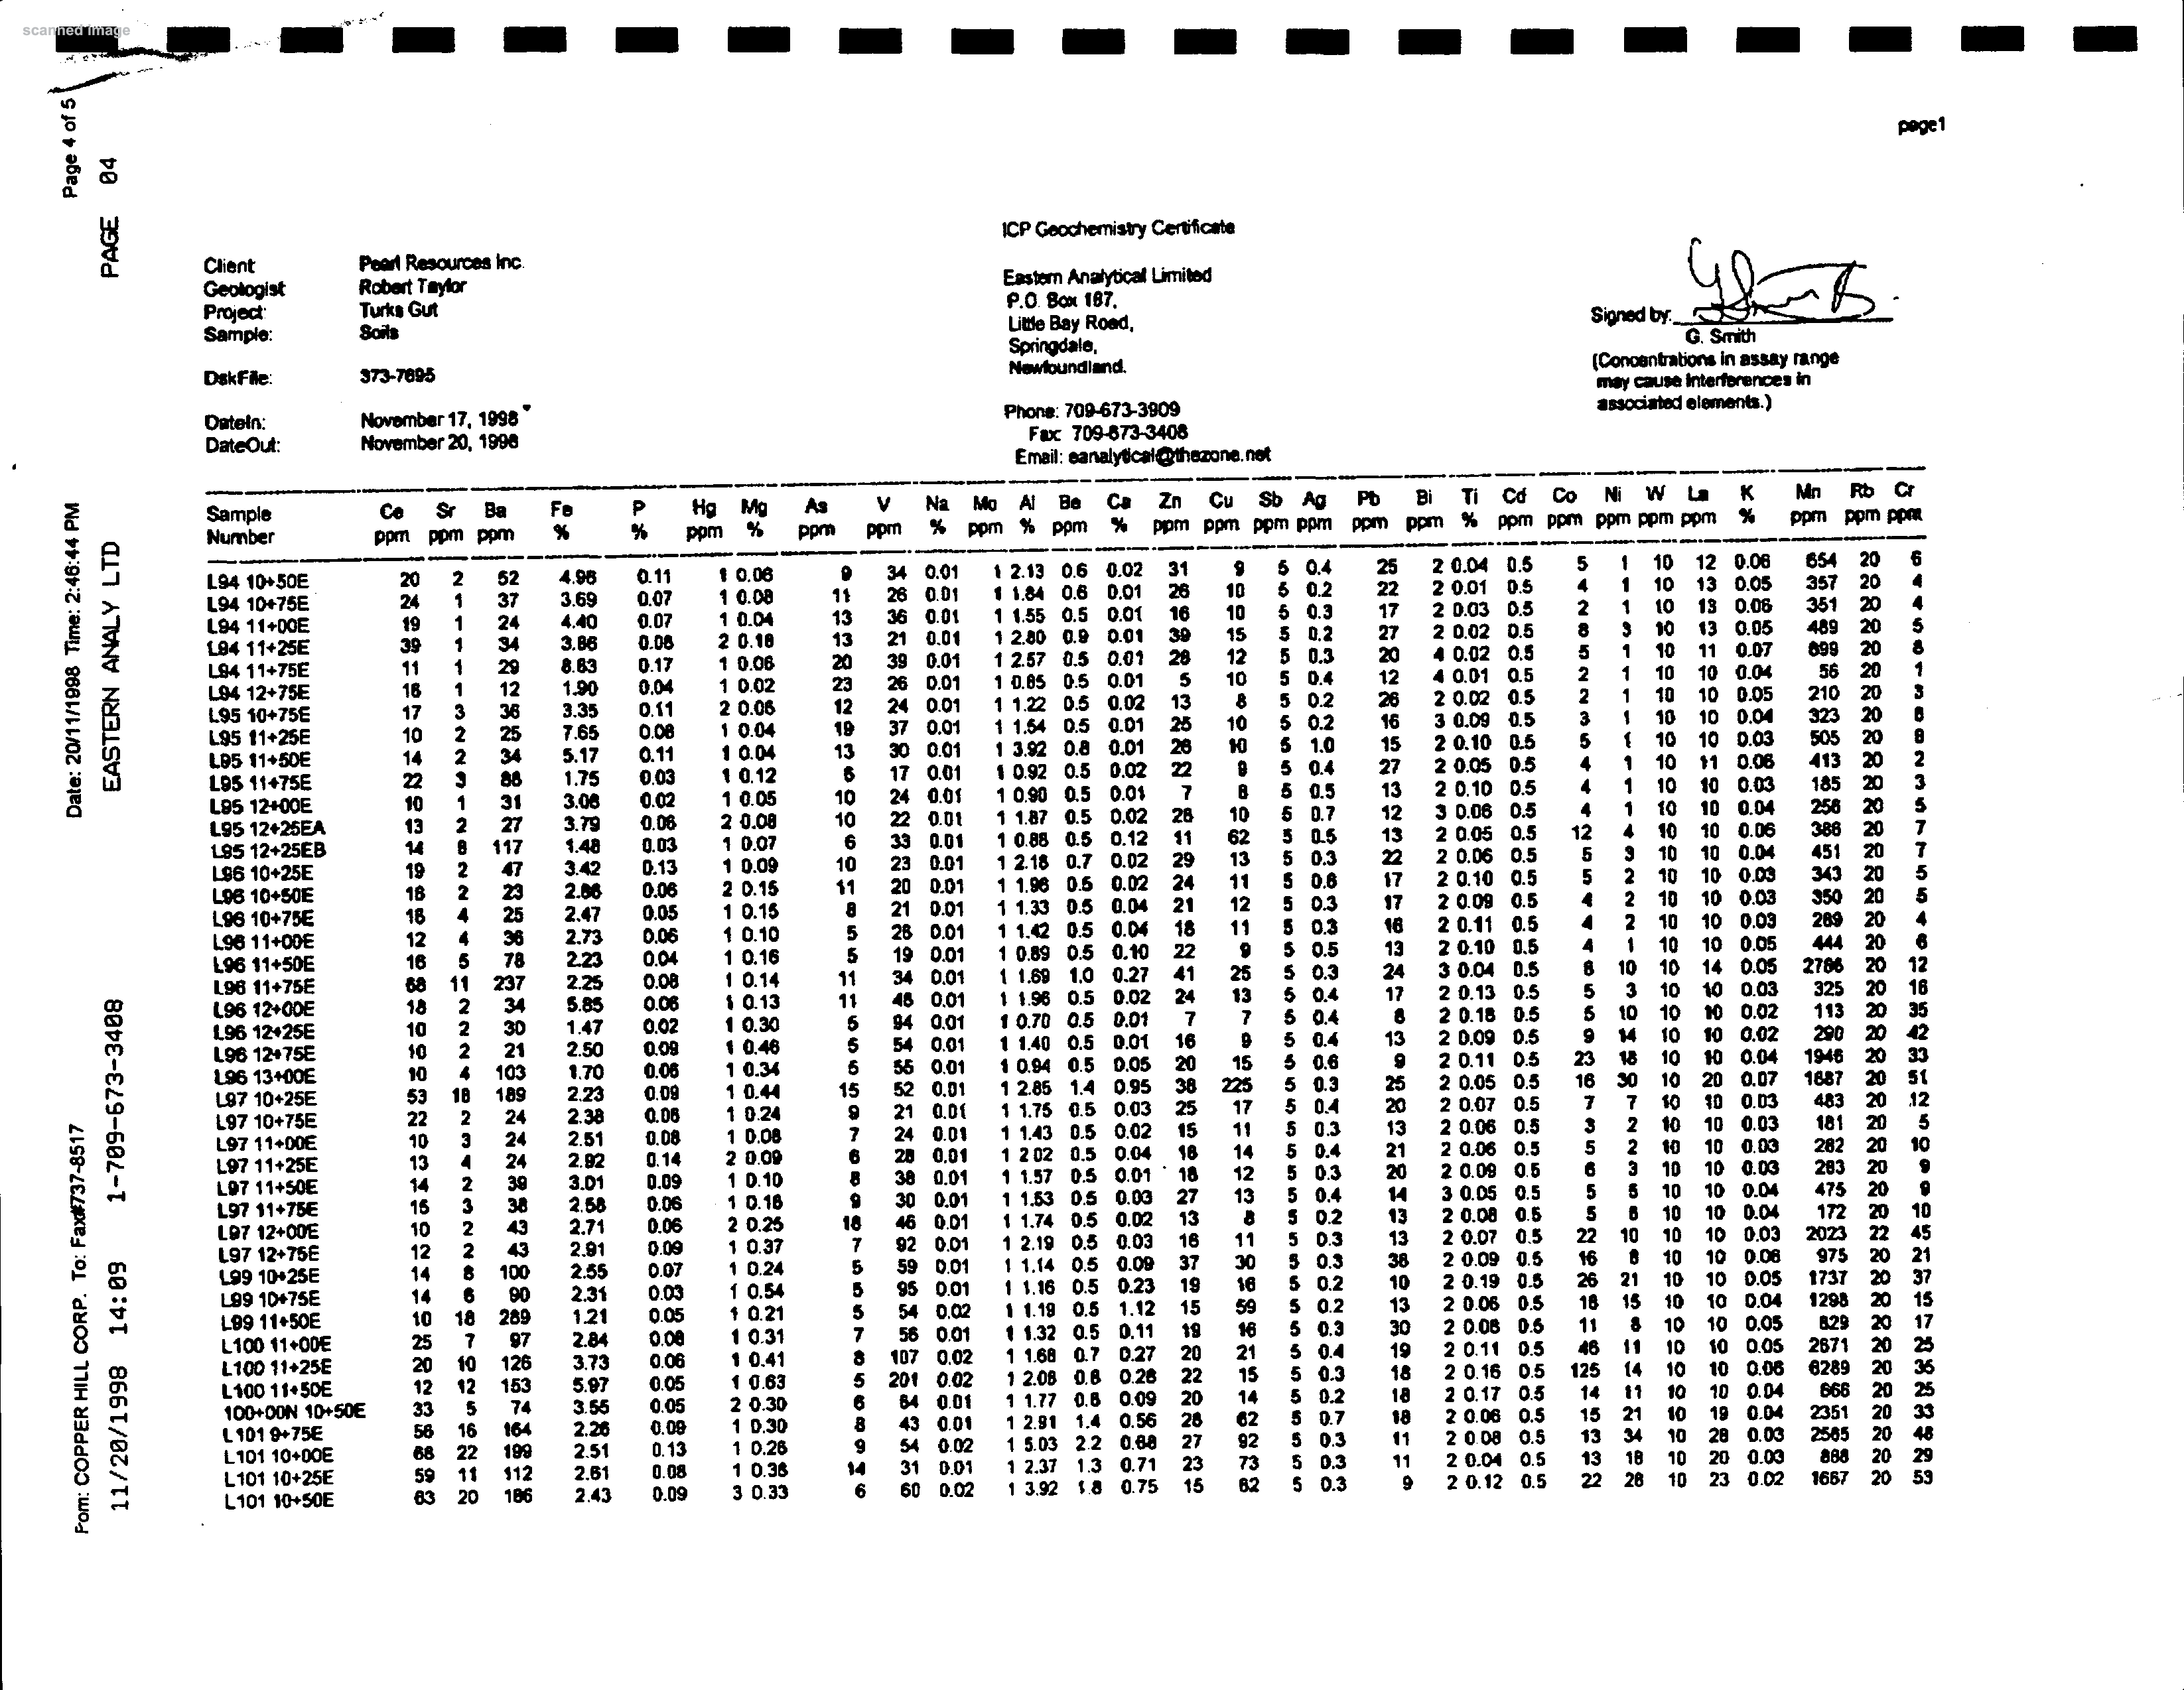 scanned image
page1
Page 4 of 5
PAGE 04
Date: 20/11/1998 Time: 2:46:44 PM
EASTERN ANALY LTD
1-709-673-3408
From: COPPER HILL CORP. To: Fax#737-8517
11/20/1998 14:09
ICP Geochemistry Certificate
Client Pearl Resources Inc.
Geologist Robert Taylor
Project: Turks Gut
Sample: Soils
DskFile: 373-7695
DateIn: November 17, 1998
DateOut: November 20, 1998
Eastern Analytical Limited
P.O. Box 187,
Little Bay Road,
Springdale,
Newfoundland.
Phone: 709-673-3909
Fax: 709-673-3408
Email: eanalytical@thezone.net
Signed by:
G. Smith
(Concentrations in assay range
may cause interferences in
associated elements.)
Sample Ce Sr Ba Fe P Hg Mg As V Na Mo Al Be Ca Zn Cu Sb Ag Pb Bi Ti Cd Co Ni W La K Mn Rb Cr
Number ppm ppm ppm % % ppm % ppm ppm % ppm % ppm % ppm ppm ppm ppm ppm ppm % ppm ppm ppm ppm ppm % ppm ppm ppm
L94 10+50E 20 2 52 4.96 0.11 1 0.06 9 34 0.01 1 2.13 0.6 0.02 31 9 5 0.4 25 2 0.04 0.5 5 1 10 12 0.06 654 20 6
L94 10+75E 24 1 37 3.69 0.07 1 0.08 11 26 0.01 1 1.84 0.6 0.01 26 10 5 0.2 22 2 0.01 0.5 4 1 10 13 0.05 357 20 4
L94 11+00E 19 1 24 4.40 0.07 1 0.04 13 36 0.01 1 1.55 0.5 0.01 16 10 5 0.3 17 2 0.03 0.5 2 1 10 13 0.06 351 20 4
L94 11+25E 39 1 34 3.86 0.08 2 0.18 13 21 0.01 1 2.80 0.9 0.01 39 15 5 0.2 27 2 0.02 0.5 8 3 10 13 0.05 489 20 5
L94 11+75E 11 1 29 8.63 0.17 1 0.06 20 39 0.01 1 2.57 0.5 0.01 28 12 5 0.3 20 4 0.02 0.5 5 1 10 11 0.07 899 20 8
L94 12+75E 16 1 12 1.90 0.04 1 0.02 23 26 0.01 1 0.85 0.5 0.01 5 10 5 0.4 12 4 0.01 0.5 2 1 10 10 0.04 56 20 1
L95 10+75E 17 3 36 3.35 0.11 2 0.06 12 24 0.01 1 1.22 0.5 0.02 13 8 5 0.2 26 2 0.02 0.5 2 1 10 10 0.05 210 20 3
L95 11+25E 10 2 25 7.65 0.08 1 0.04 19 37 0.01 1 1.54 0.5 0.01 25 10 5 0.2 16 3 0.09 0.5 3 1 10 10 0.04 323 20 8
L95 11+50E 14 2 34 5.17 0.11 1 0.04 13 30 0.01 1 3.92 0.8 0.01 26 10 5 1.0 15 2 0.10 0.5 5 1 10 10 0.03 505 20 9
L95 11+75E 22 3 88 1.75 0.03 1 0.12 6 17 0.01 1 0.92 0.5 0.02 22 9 5 0.4 27 2 0.05 0.5 4 1 10 11 0.06 413 20 2
L95 12+00E 10 1 31 3.06 0.02 1 0.05 10 24 0.01 1 0.90 0.5 0.01 7 8 5 0.5 13 2 0.10 0.5 4 1 10 10 0.03 185 20 3
L95 12+25EA 13 2 27 3.79 0.06 2 0.08 10 22 0.01 1 1.87 0.5 0.02 28 10 5 0.7 12 3 0.06 0.5 4 1 10 10 0.04 256 20 5
L95 12+25EB 14 8 117 1.48 0.03 1 0.07 6 33 0.01 1 0.88 0.5 0.12 11 62 5 0.5 13 2 0.05 0.5 12 4 10 10 0.06 386 20 7
L96 10+25E 19 2 47 3.42 0.13 1 0.09 10 23 0.01 1 2.18 0.7 0.02 29 13 5 0.3 22 2 0.06 0.5 5 3 10 10 0.04 451 20 7
L96 10+50E 16 2 23 2.86 0.06 2 0.15 11 20 0.01 1 1.96 0.5 0.02 24 11 5 0.6 17 2 0.10 0.5 5 2 10 10 0.03 343 20 5
L96 10+75E 16 4 25 2.47 0.05 1 0.15 8 21 0.01 1 1.33 0.5 0.04 21 12 5 0.3 17 2 0.09 0.5 4 2 10 10 0.03 350 20 5
L96 11+00E 12 4 36 2.73 0.06 1 0.10 5 28 0.01 1 1.42 0.5 0.04 18 11 5 0.3 16 2 0.11 0.5 4 2 10 10 0.03 289 20 4
L96 11+50E 16 5 78 2.23 0.04 1 0.16 5 19 0.01 1 0.89 0.5 0.10 22 9 5 0.5 13 2 0.10 0.5 4 1 10 10 0.05 444 20 6
L96 11+75E 68 11 237 2.25 0.08 1 0.14 11 34 0.01 1 1.69 1.0 0.27 41 25 5 0.3 24 3 0.04 0.5 8 10 10 14 0.05 2786 20 12
L96 12+00E 18 2 34 5.85 0.06 1 0.13 11 48 0.01 1 1.96 0.5 0.02 24 13 5 0.4 17 2 0.13 0.5 5 3 10 10 0.03 325 20 16
L96 12+25E 10 2 30 1.47 0.02 1 0.30 5 94 0.01 1 0.70 0.5 0.01 7 7 5 0.4 8 2 0.18 0.5 5 10 10 10 0.02 113 20 35
L96 12+75E 10 2 21 2.50 0.09 1 0.46 5 54 0.01 1 1.40 0.5 0.01 16 9 5 0.4 13 2 0.09 0.5 9 14 10 10 0.02 290 20 42
L96 13+00E 10 4 103 1.70 0.06 1 0.34 5 55 0.01 1 0.94 0.5 0.05 20 15 5 0.6 9 2 0.11 0.5 23 18 10 10 0.04 1946 20 33
L97 10+25E 53 18 189 2.23 0.09 1 0.44 15 52 0.01 1 2.85 1.4 0.95 38 225 5 0.3 25 2 0.05 0.5 16 30 10 20 0.07 1687 20 51
L97 10+75E 22 2 24 2.38 0.06 1 0.24 9 21 0.01 1 1.75 0.5 0.03 25 17 5 0.4 20 2 0.07 0.5 7 7 10 10 0.03 483 20 12
L97 11+00E 10 3 24 2.51 0.08 1 0.08 7 24 0.01 1 1.43 0.5 0.02 15 11 5 0.3 13 2 0.06 0.5 3 2 10 10 0.03 181 20 5
L97 11+25E 13 4 24 2.92 0.14 2 0.09 6 28 0.01 1 2.02 0.5 0.04 16 14 5 0.4 21 2 0.06 0.5 5 2 10 10 0.03 282 20 10
L97 11+50E 14 2 39 3.01 0.09 1 0.10 8 38 0.01 1 1.57 0.5 0.01 18 12 5 0.3 20 2 0.09 0.5 6 3 10 10 0.03 283 20 9
L97 11+75E 15 3 38 2.58 0.06 1 0.18 9 30 0.01 1 1.53 0.5 0.03 27 13 5 0.4 14 3 0.05 0.5 5 5 10 10 0.04 475 20 9
L97 12+00E 10 2 43 2.71 0.06 2 0.25 18 46 0.01 1 1.74 0.5 0.02 13 8 5 0.2 13 2 0.08 0.5 5 8 10 10 0.04 172 20 10
L97 12+75E 12 2 43 2.91 0.09 1 0.37 7 92 0.01 1 2.19 0.5 0.03 16 11 5 0.3 13 2 0.07 0.5 22 10 10 10 0.03 2023 22 45
L99 10+25E 14 8 100 2.55 0.07 1 0.24 5 59 0.01 1 1.14 0.5 0.09 37 30 5 0.3 38 2 0.09 0.5 16 8 10 10 0.06 975 20 21
L99 10+75E 14 6 90 2.31 0.03 1 0.54 5 95 0.01 1 1.16 0.5 0.23 19 16 5 0.2 10 2 0.19 0.5 26 21 10 10 0.05 1737 20 37
L99 11+50E 10 18 289 1.21 0.05 1 0.21 5 54 0.02 1 1.19 0.5 1.12 15 59 5 0.2 13 2 0.06 0.5 18 15 10 10 0.04 1298 20 15
L100 11+00E 25 7 97 2.84 0.08 1 0.31 7 56 0.01 1 1.32 0.5 0.11 19 16 5 0.3 30 2 0.08 0.5 11 8 10 10 0.05 829 20 17
L100 11+25E 20 10 126 3.73 0.06 1 0.41 8 107 0.02 1 1.68 0.7 0.27 20 21 5 0.4 19 2 0.11 0.5 46 11 10 10 0.05 2671 20 25
L100 11+50E 12 12 153 5.97 0.05 1 0.63 5 201 0.02 1 2.08 0.8 0.28 22 15 5 0.3 18 2 0.16 0.5 125 14 10 10 0.06 6289 20 36
100+00N 10+50E 33 5 74 3.55 0.05 2 0.30 6 84 0.01 1 1.77 0.8 0.09 20 14 5 0.2 18 2 0.17 0.5 14 11 10 10 0.04 866 20 25
L101 9+75E 56 16 164 2.26 0.09 1 0.30 8 43 0.01 1 2.91 1.4 0.56 28 62 5 0.7 18 2 0.06 0.5 15 21 10 19 0.04 2351 20 33
L101 10+00E 68 22 199 2.51 0.13 1 0.26 9 54 0.02 1 5.03 2.2 0.68 27 92 5 0.3 11 2 0.08 0.5 13 34 10 28 0.03 2565 20 48
L101 10+25E 59 11 112 2.61 0.08 1 0.36 14 31 0.01 1 2.37 1.3 0.71 23 73 5 0.3 11 2 0.04 0.5 13 18 10 20 0.03 888 20 29
L101 10+50E 63 20 186 2.43 0.09 3 0.33 6 60 0.02 1 3.92 1.8 0.75 15 62 5 0.3 9 2 0.12 0.5 22 28 10 23 0.02 1667 20 53